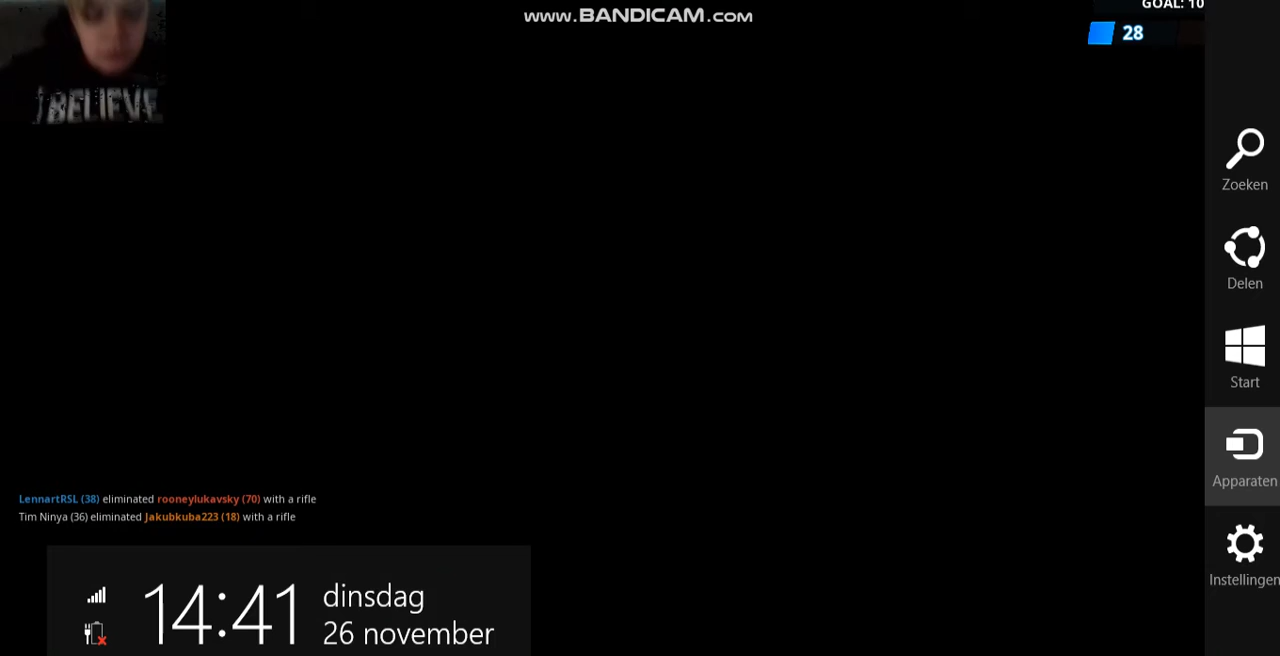 www.BANDICAM.com
GOAL: 10
28
BELIEVE
Zoeken
Delen
Start
Apparaten
Instellingen
LennartRSL (38) eliminated rooneylukavsky (70) with a rifle
Tim Ninya (36) eliminated Jakubkuba223 (18) with a rifle
14:41
dinsdag
26 november